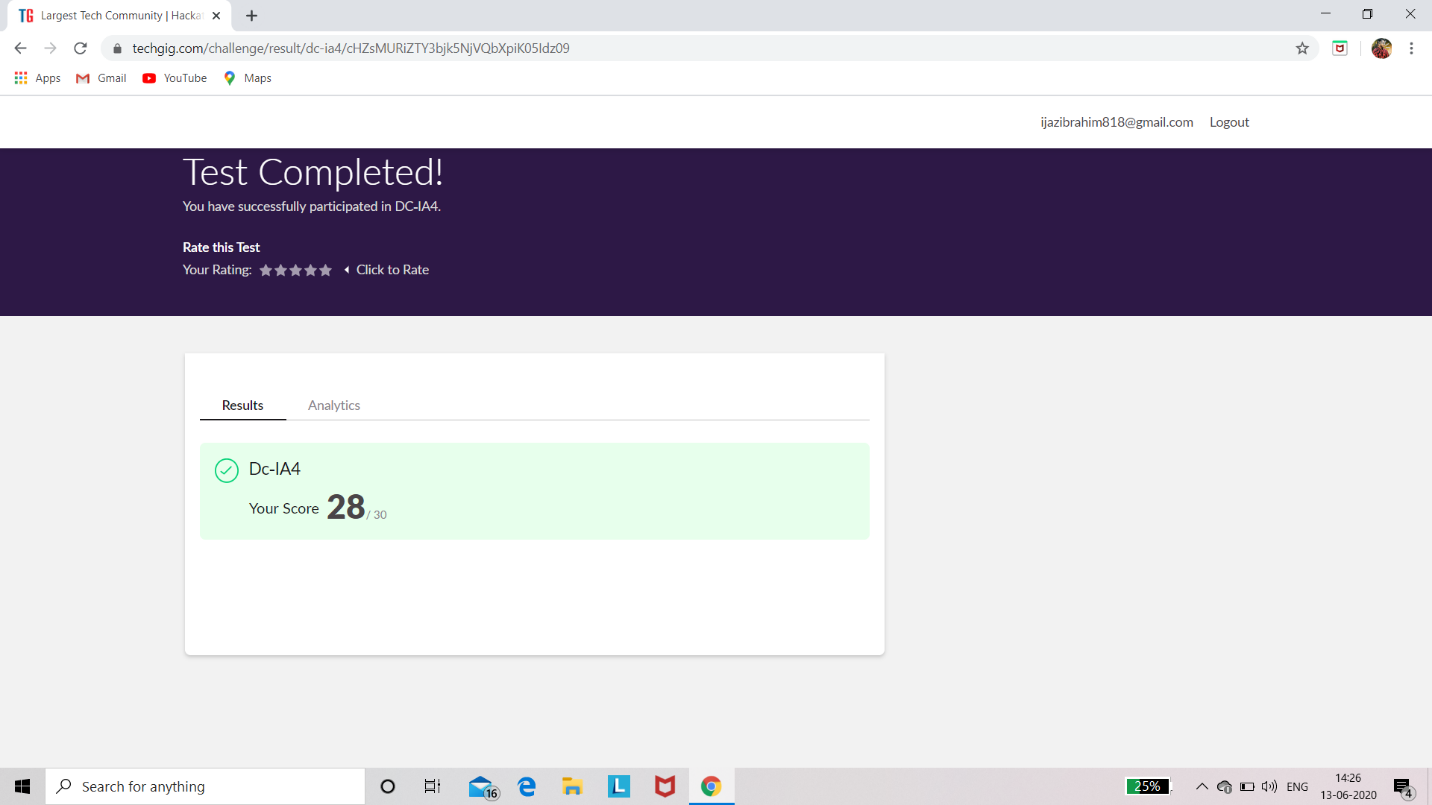 TG Largest Tech Community | Hacka
techgig.com/challenge/result/dc-ia4/cHZsMURiZTY3bjk5NjVQbXpiK05Idz09
Apps Gmail YouTube Maps
ijazibrahim818@gmail.com Logout
Test Completed!
You have successfully participated in DC-IA4.
Rate this Test
Your Rating: Click to Rate
Results Analytics
Dc-IA4
Your Score 28 / 30
Search for anything
16
L
25%
ENG
14:26
13-06-2020
4